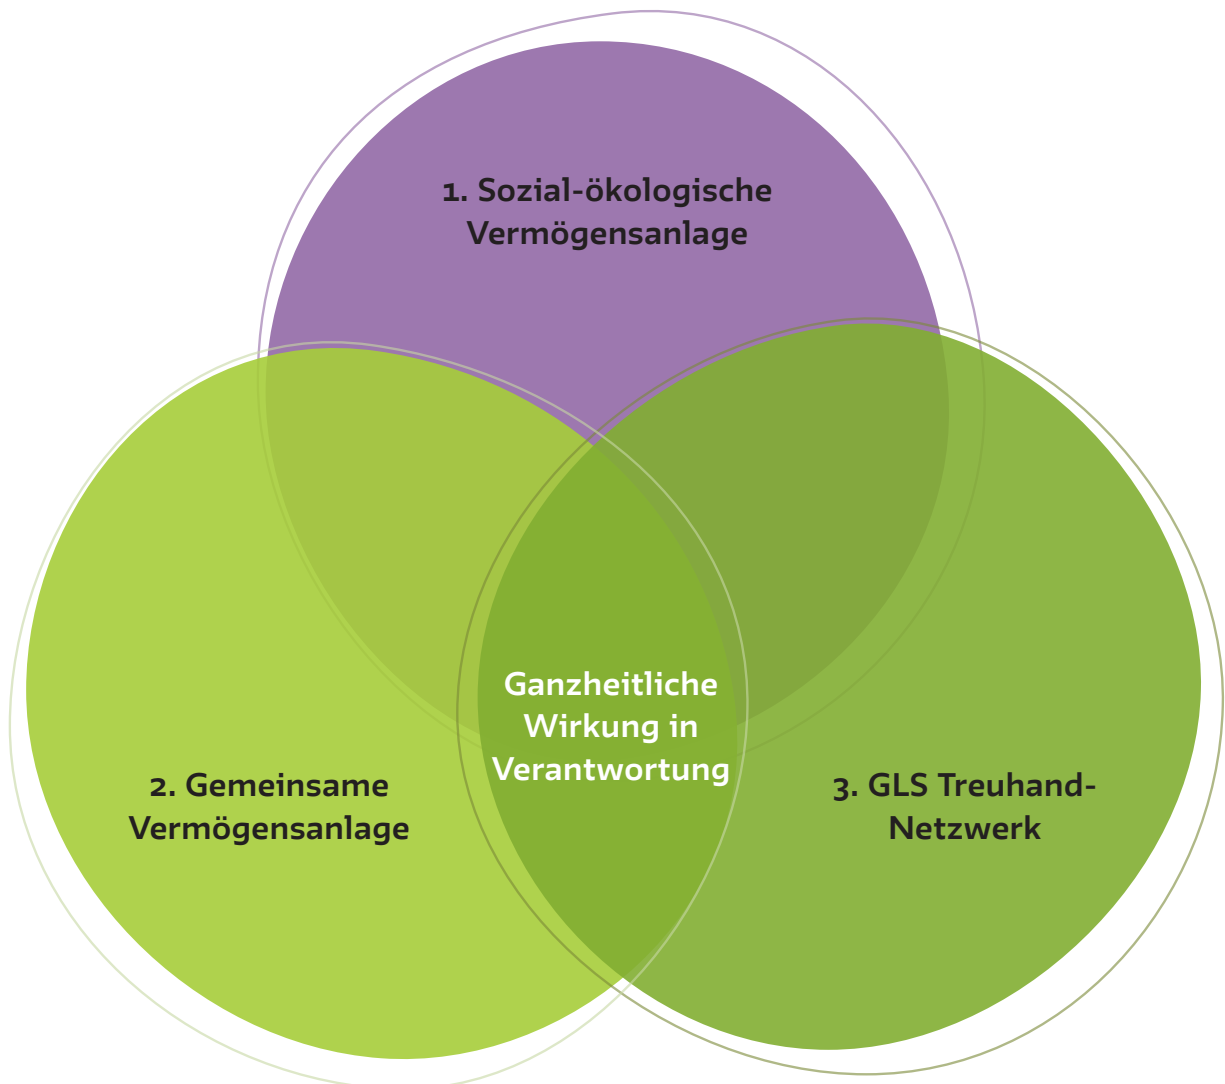 1. Sozial-ökologische
Vermögensanlage
Ganzheitliche
Wirkung in
Verantwortung
2. Gemeinsame
Vermögensanlage
3. GLS Treuhand-
Netzwerk